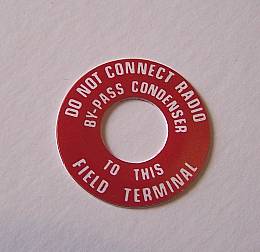 DO NOT CONNECT RADIO
BY-PASS CONDENSER
TO THIS
FIELD TERMINAL